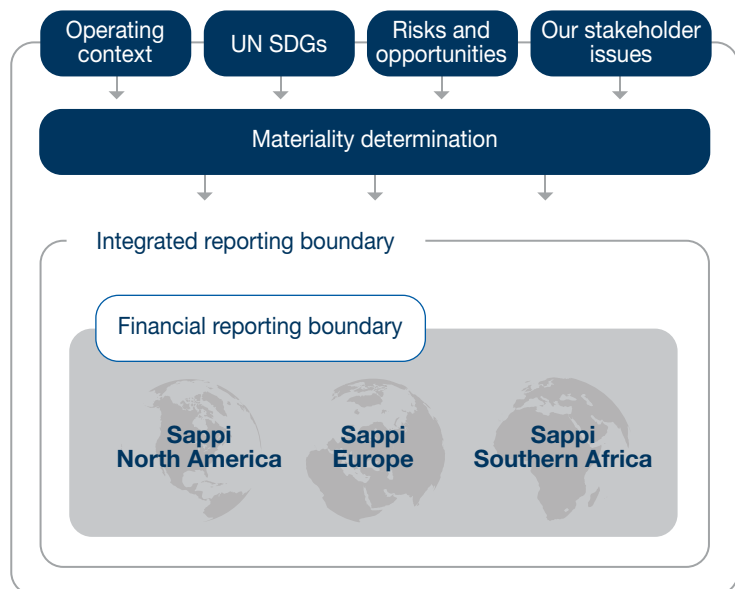 Operating
context
UN SDGs
Risks and
opportunities
Our stakeholder
issues
Materiality determination
Integrated reporting boundary
Financial reporting boundary
Sappi
North America
Sappi
Europe
Sappi
Southern Africa